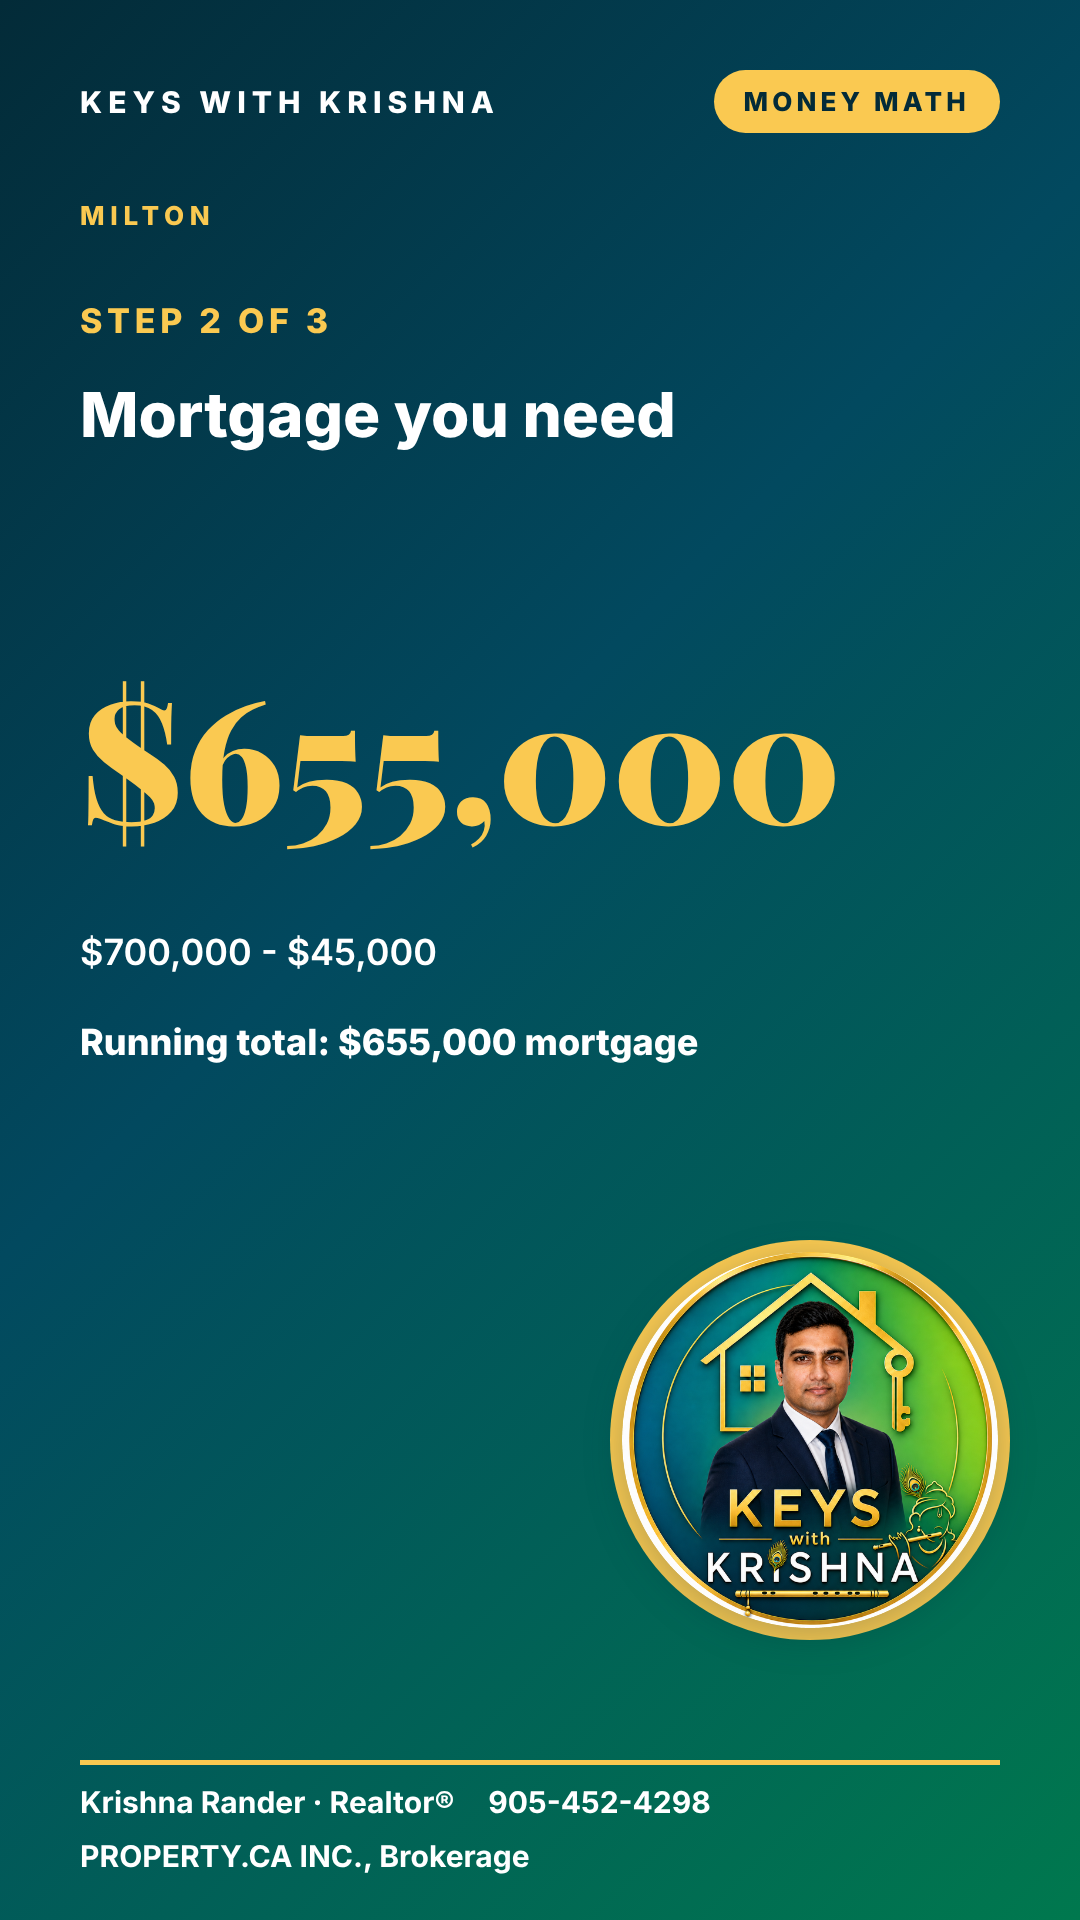 KEYS WITH KRISHNA
MONEY MATH
MILTON
STEP 2 OF 3
Mortgage you need
$655,000
$700,000 - $45,000
Running total: $655,000 mortgage
KEYS
with
KRISHNA
Krishna Rander · Realtor® 905-452-4298
PROPERTY.CA INC., Brokerage